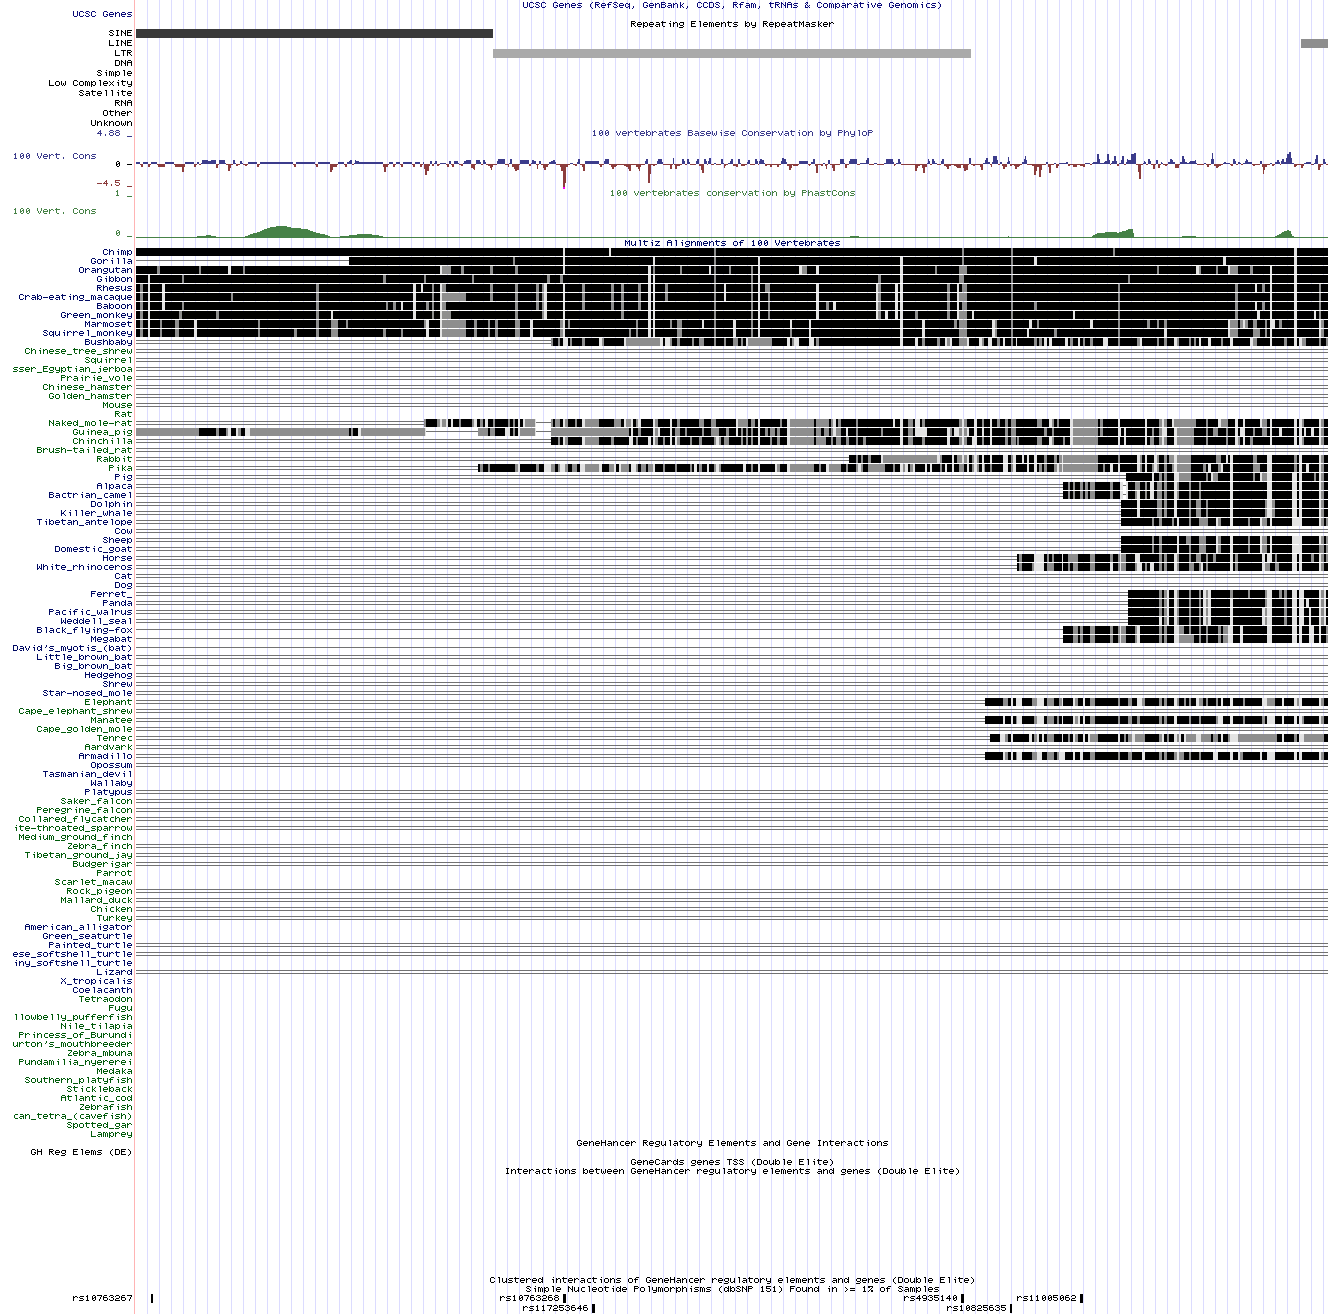 UCSC Genes (RefSeq, GenBank, CCDS, Rfam, tRNAs & Comparative Genomics)
UCSC Genes
Repeating Elements by RepeatMasker
SINE
LINE
LTR
DNA
Simple
Low Complexity
Satellite
RNA
Other
Unknown
4.88 _
100 vertebrates Basewise Conservation by PhyloP
100 Vert. Cons
0 _
-4.5 _
1 _
100 vertebrates conservation by PhastCons
100 Vert. Cons
0 _
Multiz Alignments of 100 Vertebrates
Chimp
Gorilla
Orangutan
Gibbon
Rhesus
Crab-eating_macaque
Baboon
Green_monkey
Marmoset
Squirrel_monkey
Bushbaby
Chinese_tree_shrew
Squirrel
sser_Egyptian_jerboa
Prairie_vole
Chinese_hamster
Golden_hamster
Mouse
Rat
Naked_mole-rat
Guinea_pig
Chinchilla
Brush-tailed_rat
Rabbit
Pika
Pig
Alpaca
Bactrian_camel
Dolphin
Killer_whale
Tibetan_antelope
Cow
Sheep
Domestic_goat
Horse
White_rhinoceros
Cat
Dog
Ferret_
Panda
Pacific_walrus
Weddell_seal
Black_flying-fox
Megabat
David's_myotis_(bat)
Little_brown_bat
Big_brown_bat
Hedgehog
Shrew
Star-nosed_mole
Elephant
Cape_elephant_shrew
Manatee
Cape_golden_mole
Tenrec
Aardvark
Armadillo
Opossum
Tasmanian_devil
Wallaby
Platypus
Saker_falcon
Peregrine_falcon
Collared_flycatcher
ite-throated_sparrow
Medium_ground_finch
Zebra_finch
Tibetan_ground_jay
Budgerigar
Parrot
Scarlet_macaw
Rock_pigeon
Mallard_duck
Chicken
Turkey
American_alligator
Green_seaturtle
Painted_turtle
ese_softshell_turtle
iny_softshell_turtle
Lizard
X_tropicalis
Coelacanth
Tetraodon
Fugu
llowbelly_pufferfish
Nile_tilapia
Princess_of_Burundi
urton's_mouthbreeder
Zebra_mbuna
Pundamilia_nyererei
Medaka
Southern_platyfish
Stickleback
Atlantic_cod
Zebrafish
can_tetra_(cavefish)
Spotted_gar
Lamprey
GeneHancer Regulatory Elements and Gene Interactions
GH Reg Elems (DE)
GeneCards genes TSS (Double Elite)
Interactions between GeneHancer regulatory elements and genes (Double Elite)
Clustered interactions of GeneHancer regulatory elements and genes (Double Elite)
Simple Nucleotide Polymorphisms (dbSNP 151) Found in >= 1% of Samples
rs10763267 rs10763268 rs4935140 rs11005062
rs117253646 rs10825635